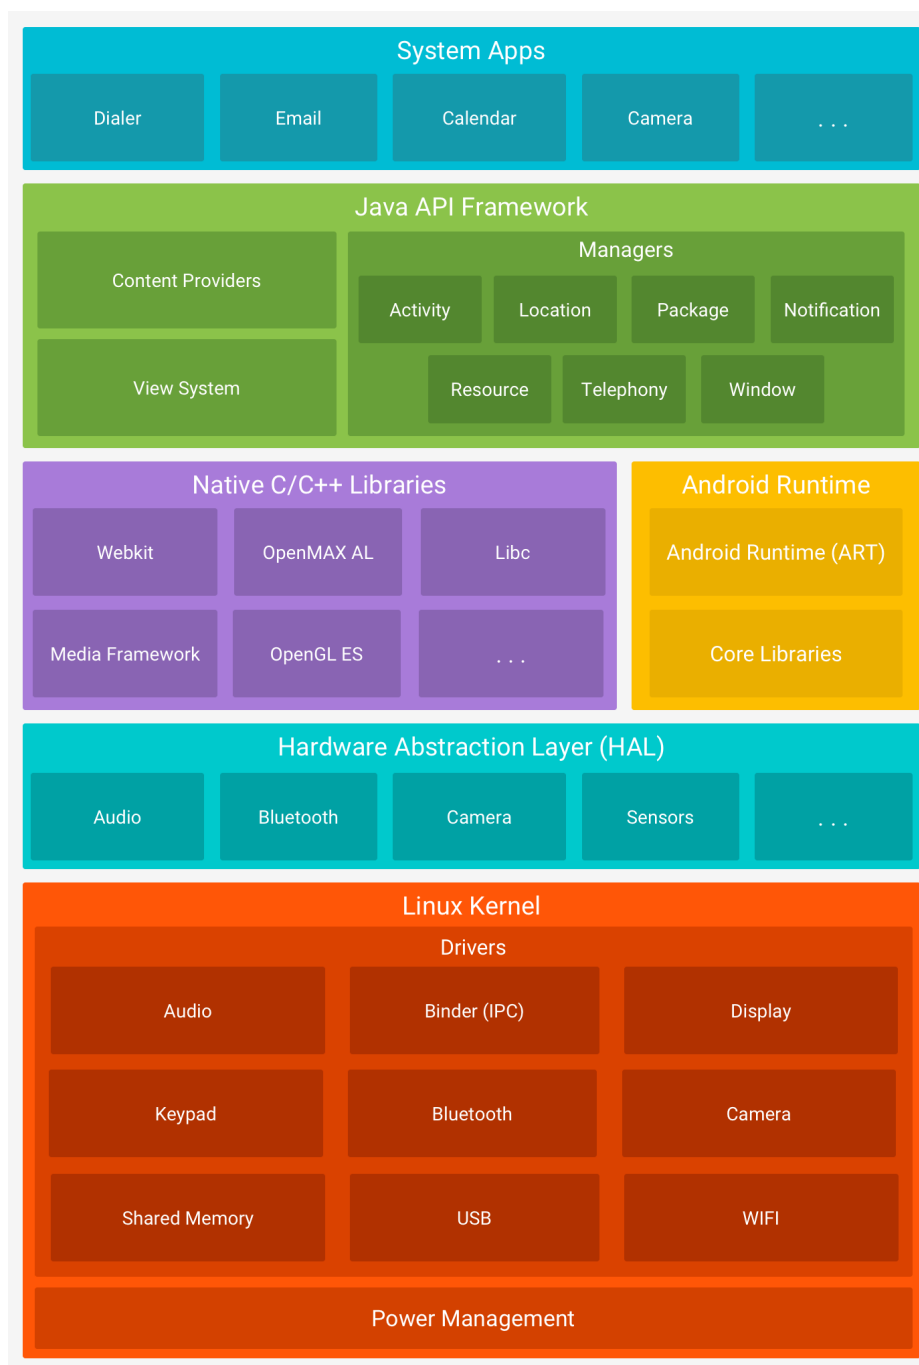 System Apps
Dialer Email Calendar Camera . . .
Java API Framework
Content Providers
View System
Managers
Activity Location Package Notification
Resource Telephony Window
Native C/C++ Libraries
Webkit OpenMAX AL Libc
Media Framework OpenGL ES . . .
Android Runtime
Android Runtime (ART)
Core Libraries
Hardware Abstraction Layer (HAL)
Audio Bluetooth Camera Sensors . . .
Linux Kernel
Drivers
Audio Binder (IPC) Display
Keypad Bluetooth Camera
Shared Memory USB WIFI
Power Management